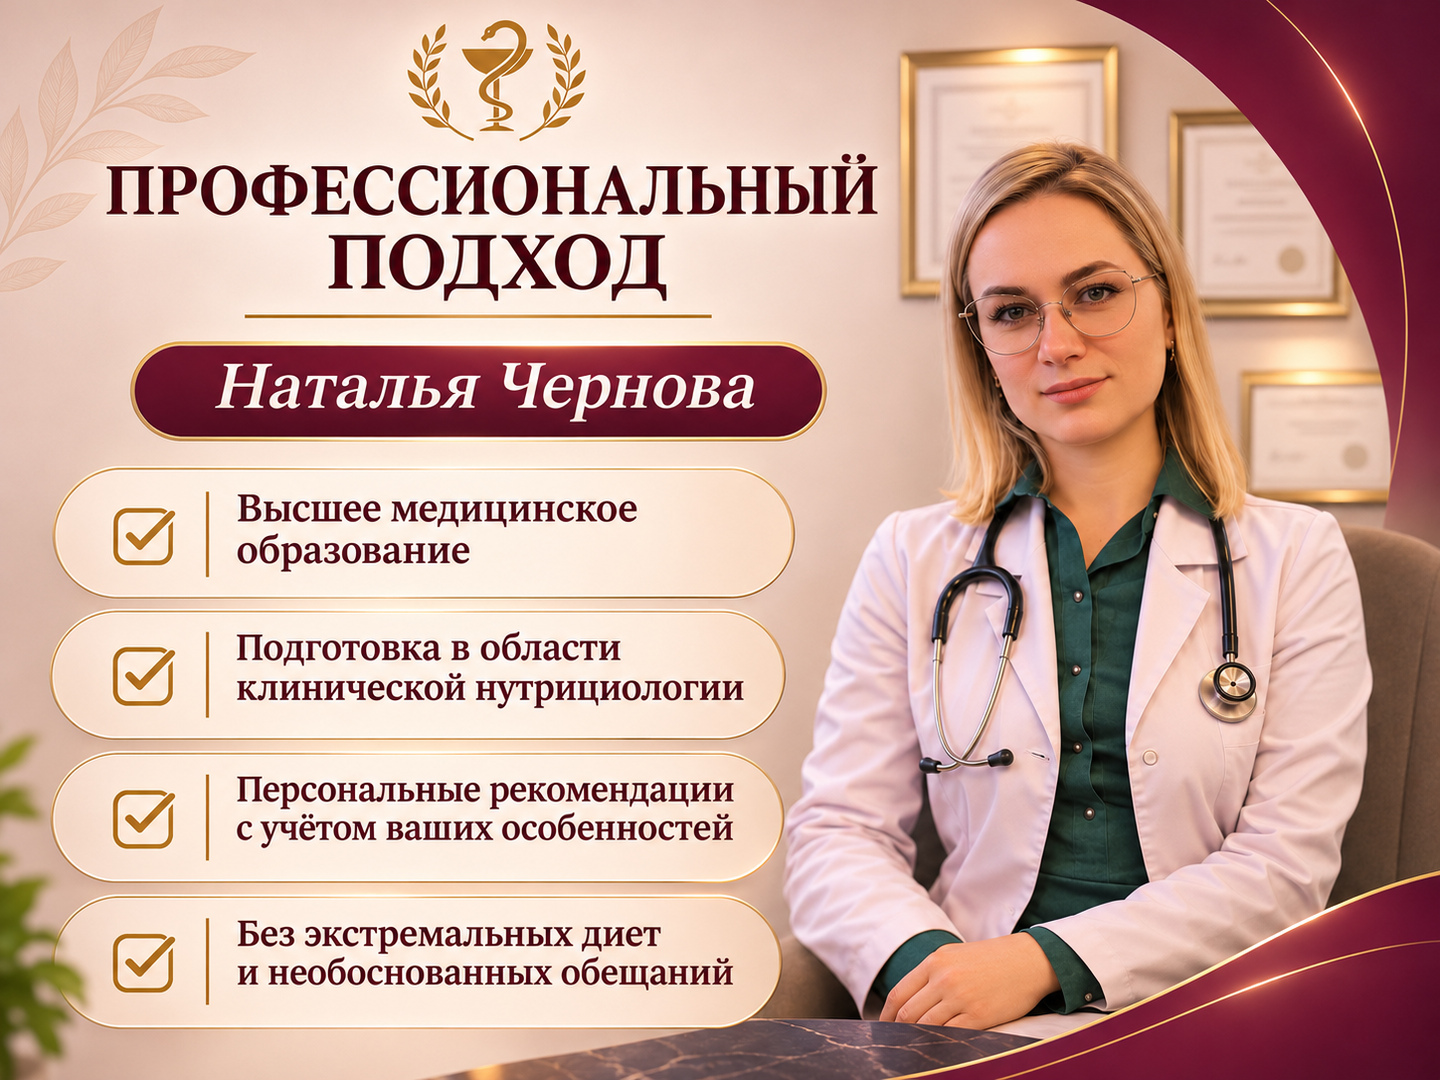 ПРОФЕССИОНАЛЬНЫЙ
ПОДХОД
Наталья Чернова
Высшее медицинское
образование
Подготовка в области
клинической нутрициологии
Персональные рекомендации
с учётом ваших особенностей
Без экстремальных диет
и необоснованных обещаний